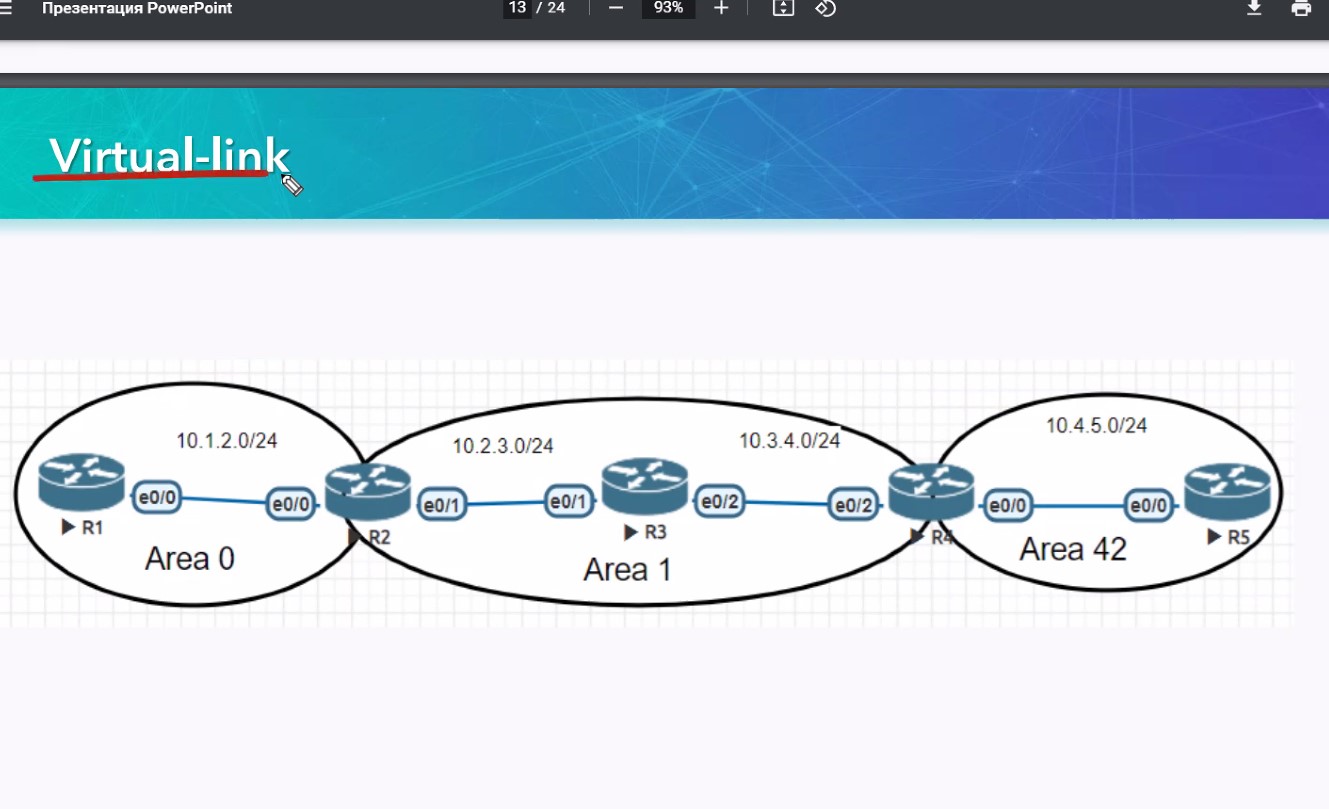 Презентация PowerPoint
13 / 24
93%
Virtual-link
10.1.2.0/24
10.2.3.0/24
10.3.4.0/24
10.4.5.0/24
e0/0
e0/0
e0/1
e0/1
e0/2
e0/2
e0/0
e0/0
R1
R2
R3
R4
R5
Area 0
Area 1
Area 42